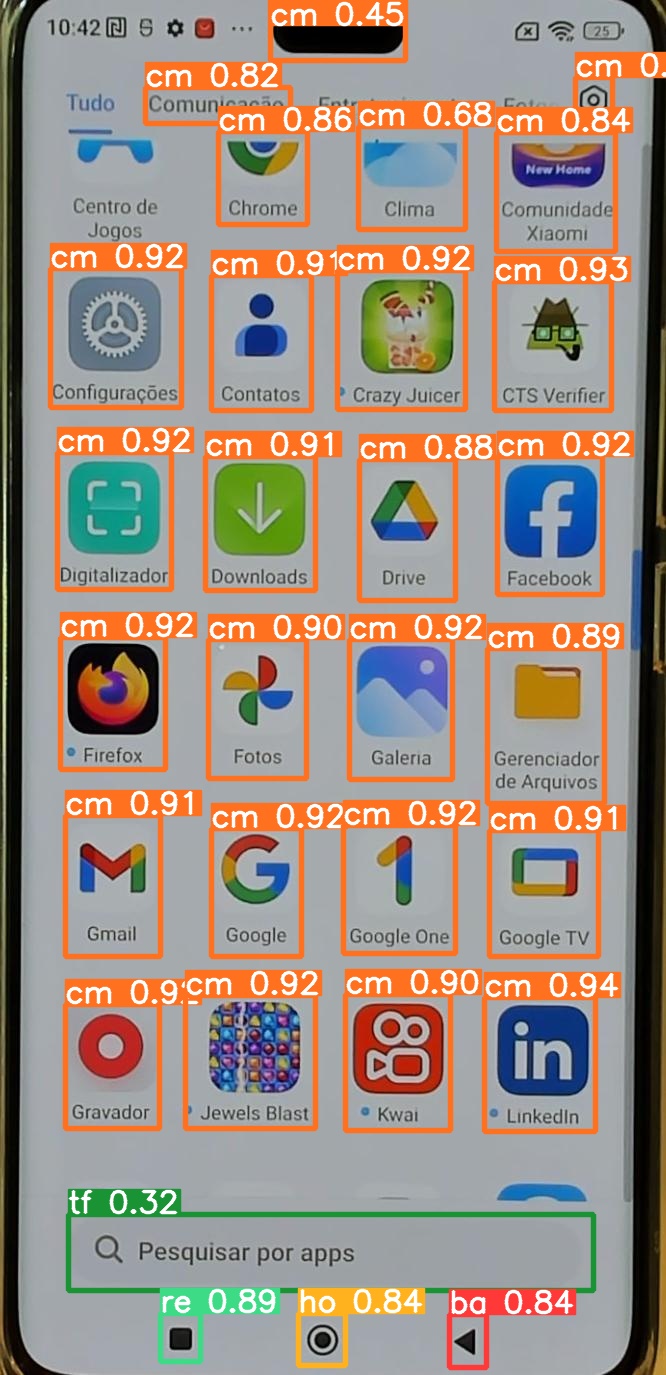 cm 0.45
10:42
25
cm 0.82
cm 0.
Tudo Comunicação
cm 0.86 cm 0.68 cm 0.84
New Home
Centro de Jogos
Chrome
Clima
Comunidade Xiaomi
cm 0.92 cm 0.91 cm 0.92 cm 0.93
Configurações Contatos Crazy Juicer CTS Verifier
cm 0.92 cm 0.91 cm 0.88 cm 0.92
Digitalizador Downloads Drive Facebook
cm 0.92 cm 0.90 cm 0.92 cm 0.89
Firefox Fotos Galeria Gerenciador de Arquivos
cm 0.91 cm 0.92 cm 0.92 cm 0.91
Gmail Google Google One Google TV
cm 0.9 cm 0.92 cm 0.90 cm 0.94
in
Gravador Jewels Blast Kwai LinkedIn
tf 0.32
Pesquisar por apps
re 0.89 ho 0.84 ba 0.84